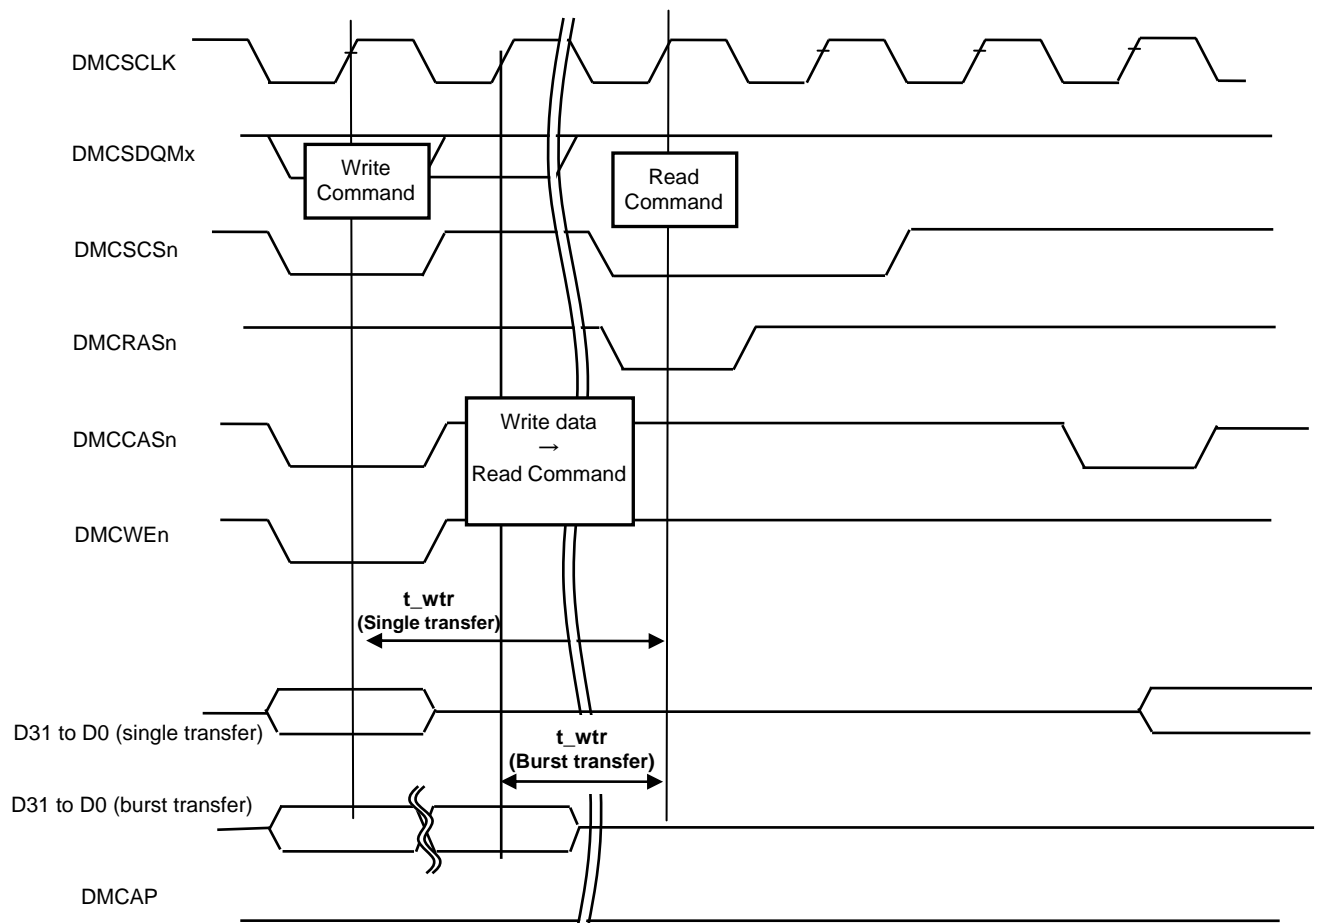 DMCSCLK
DMCSDQMx
Write
Command
Read
Command
DMCSCSn
DMCRASn
DMCCASn
Write data
→
Read Command
DMCWEn
t_wtr
(Single transfer)
D31 to D0 (single transfer)
t_wtr
(Burst transfer)
D31 to D0 (burst transfer)
DMCAP